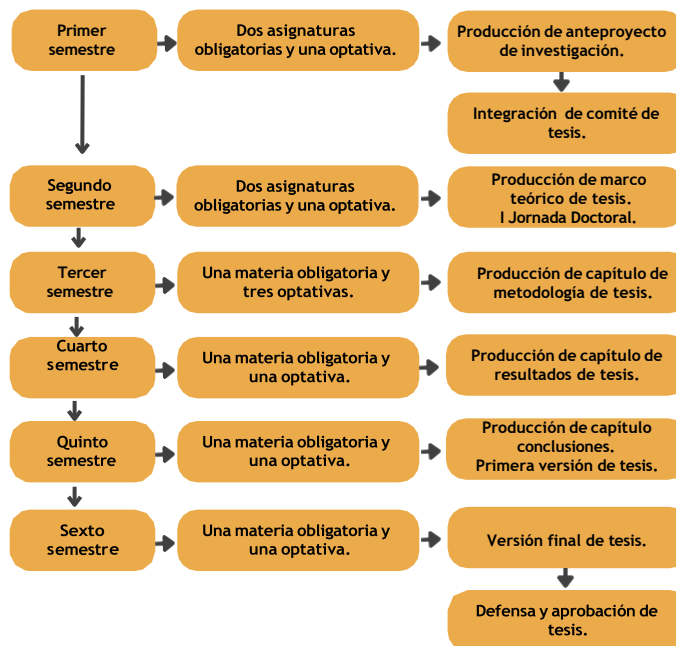 Primer
semestre
Dos asignaturas
obligatorias y una optativa.
Producción de anteproyecto
de investigación.
Integración de comité de
tesis.
Segundo
semestre
Dos asignaturas
obligatorias y una optativa.
Producción de marco
teórico de tesis.
I Jornada Doctoral.
Tercer
semestre
Una materia obligatoria y
tres optativas.
Producción de capítulo de
metodología de tesis.
Cuarto
semestre
Una materia obligatoria y
una optativa.
Producción de capítulo de
resultados de tesis.
Quinto
semestre
Una materia obligatoria y
una optativa.
Producción de capítulo
conclusiones.
Primera versión de tesis.
Sexto
semestre
Una materia obligatoria y
una optativa.
Versión final de tesis.
Defensa y aprobación de
tesis.